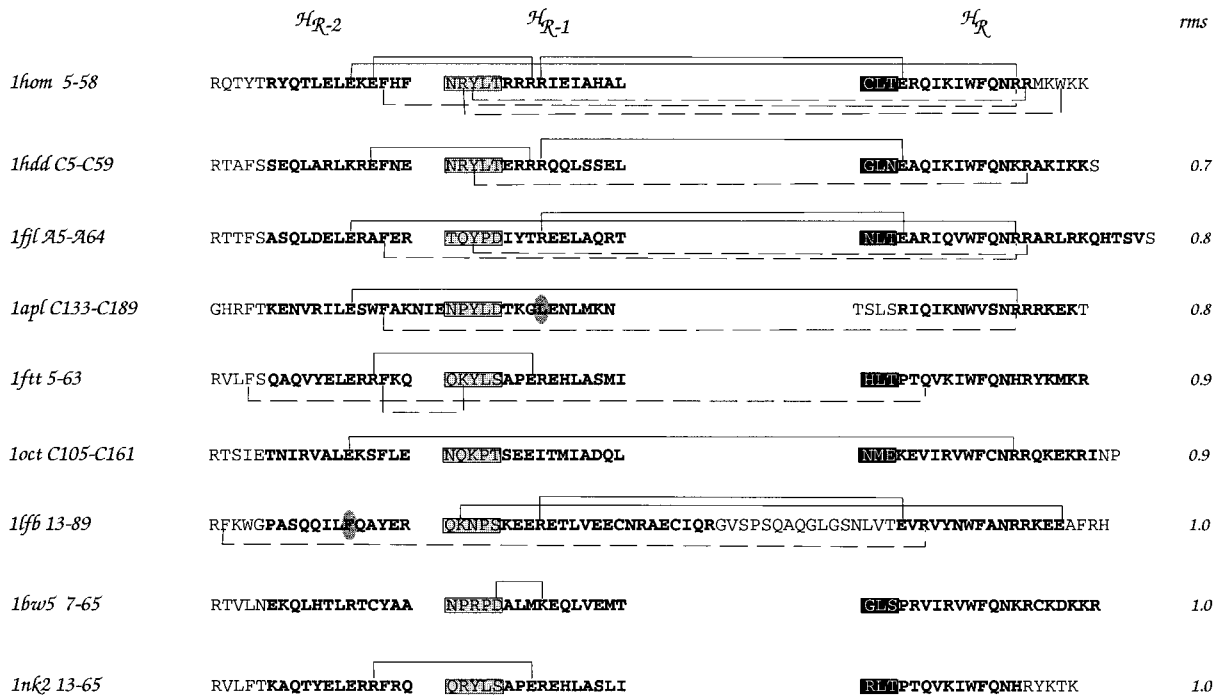 H R-2 H R-1 H R rms
1hom 5-58 RQTYTRYQTLELEKEFHF NRYLTRRRRIEIAHAL CLTERQIKIWFQNRRMKWKK
1hdd C5-C59 RTAFSSEQLARLKREFNE NRYLTERRRQQLSSEL GLNEAQIKIWFQNKRAKIKKS 0.7
1fjl A5-A64 RTTFSASQLDELERAFER TQYPDIYTREELAQRT NLTEARIQVWFQNRRARLRKQHTSVS 0.8
1apl C133-C189 GHRFTKENVRILESWFAKNIENPYLDTKGLENLMKN TSLSRIQIKNWVSNRRRKEKT 0.8
1ftt 5-63 RVLFSQAQVYELERRFKQ QKYLSAPEREHLASMI HLTPTQVKIWFQNHRYKMKR 0.9
1oct C105-C161 RTSIETNIRVALEKSFLE NQKPTSEEITMIADQL NMEKEVIRVWFCNRRQKEKRINP 0.9
1lfb 13-89 RFKWGPASQQILFQAYER QKNPSKEERETLVEECNRAECIQRGVSPSQAQGLGSNLVTEVRVYNWFANRRKEEAFRH 1.0
1bw5 7-65 RTVLNEKQLHTLRTCYAA NPRPDALMKEQLVEMT GLSPRVIRVWFQNKRCKDKKR 1.0
1nk2 13-65 RVLFTKAQTYELERRFRQ QRYLSAPEREHLASLI RLTPTQVKIWFQNHRYKTK 1.0